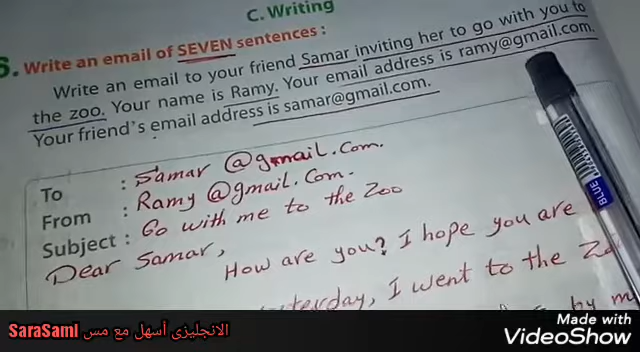 C. Writing
6. Write an email of SEVEN sentences :
Write an email to your friend Samar inviting her to go with you to
the zoo. Your name is Ramy. Your email address is ramy@gmail.com.
Your friend's email address is samar@gmail.com.
To : Samar @gmail.Com.
From : Ramy @gmail.Com.
Subject : Go with me to the Zoo
Dear Samar,
How are you? I hope you are
yesterday, I went to the Zoo
by m
BLUE
الانجليزى أسهل مع مس SaraSamI
Made with
VideoShow